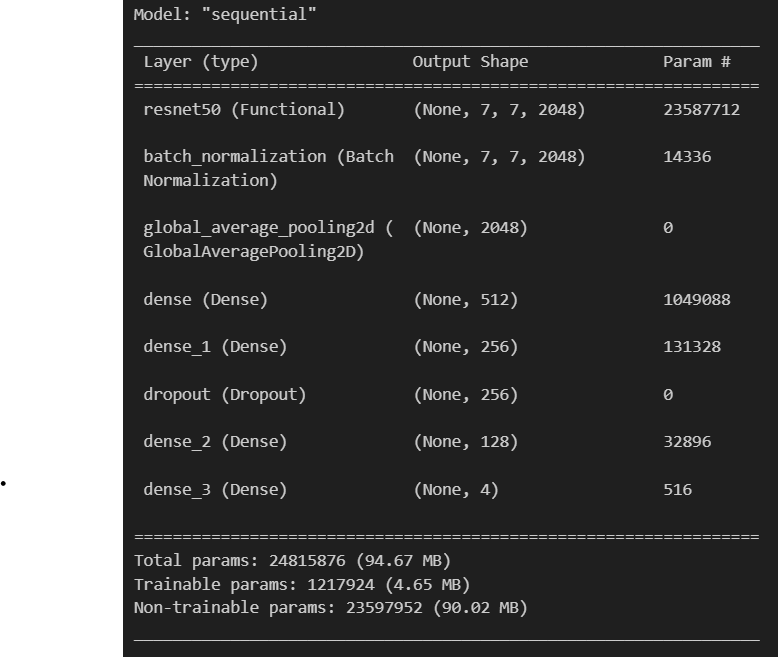 Model: "sequential"
Layer (type) Output Shape Param #
=================================================================
resnet50 (Functional) (None, 7, 7, 2048) 23587712
batch_normalization (Batch (None, 7, 7, 2048) 14336
Normalization)
global_average_pooling2d ( (None, 2048) 0
GlobalAveragePooling2D)
dense (Dense) (None, 512) 1049088
dense_1 (Dense) (None, 256) 131328
dropout (Dropout) (None, 256) 0
dense_2 (Dense) (None, 128) 32896
dense_3 (Dense) (None, 4) 516
=================================================================
Total params: 24815876 (94.67 MB)
Trainable params: 1217924 (4.65 MB)
Non-trainable params: 23597952 (90.02 MB)